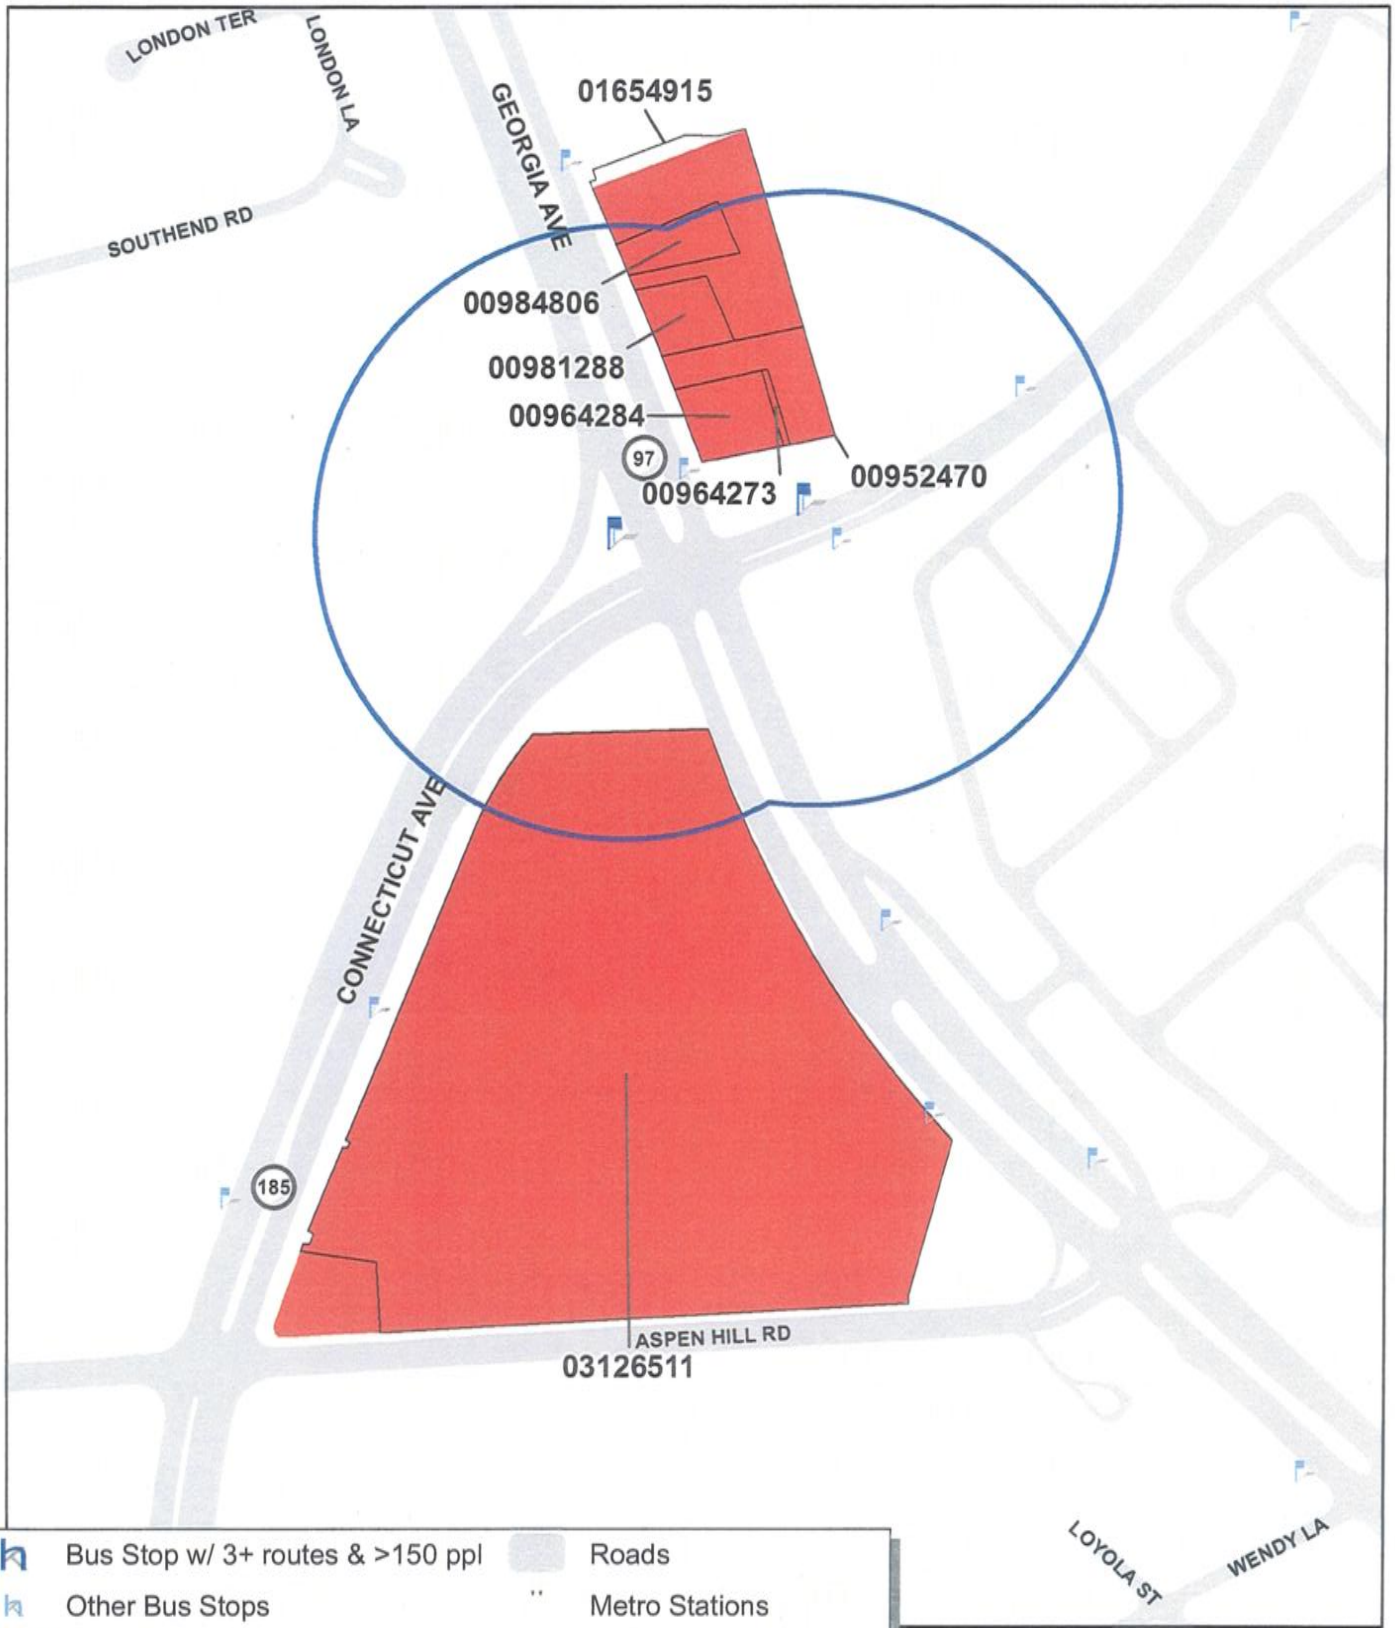 LONDON TER
LONDON LA
GEORGIA AVE
01654915
SOUTHEND RD
00984806
00981288
00964284
97
00964273
00952470
CONNECTICUT AVE
185
ASPEN HILL RD
03126511
LOYOLA ST
WENDY LA
Bus Stop w/ 3+ routes & >150 ppl
Roads
Other Bus Stops
Metro Stations